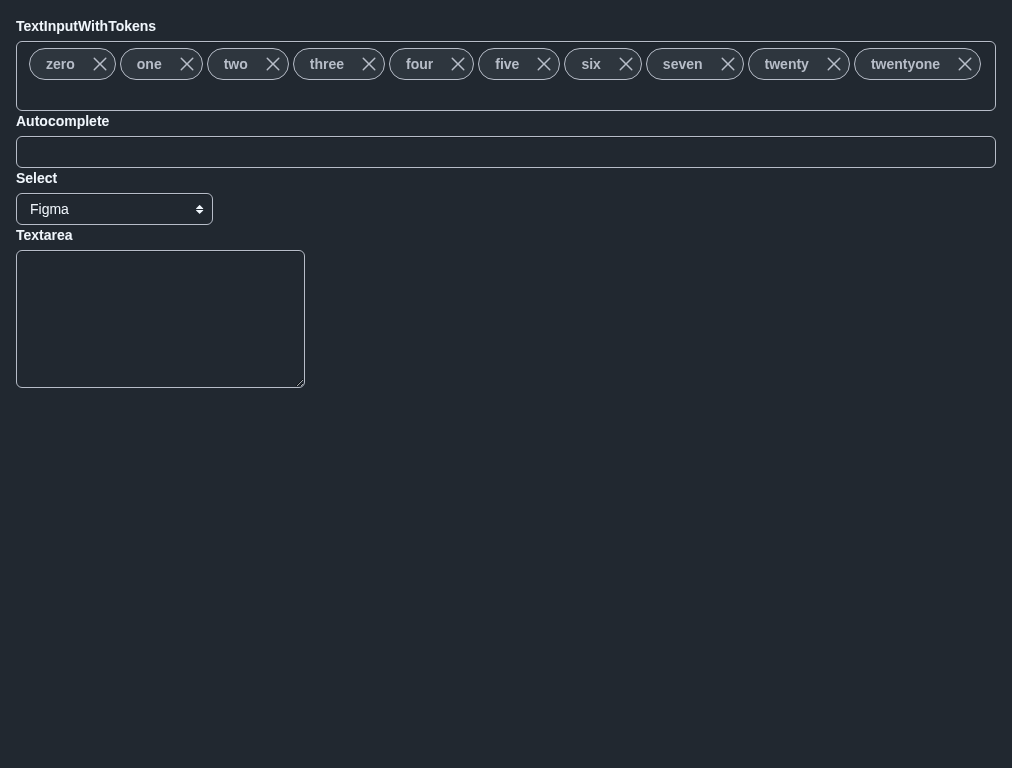 TextInputWithTokens
zero one two three four five six seven twenty twentyone
Autocomplete
Select
Figma
Textarea